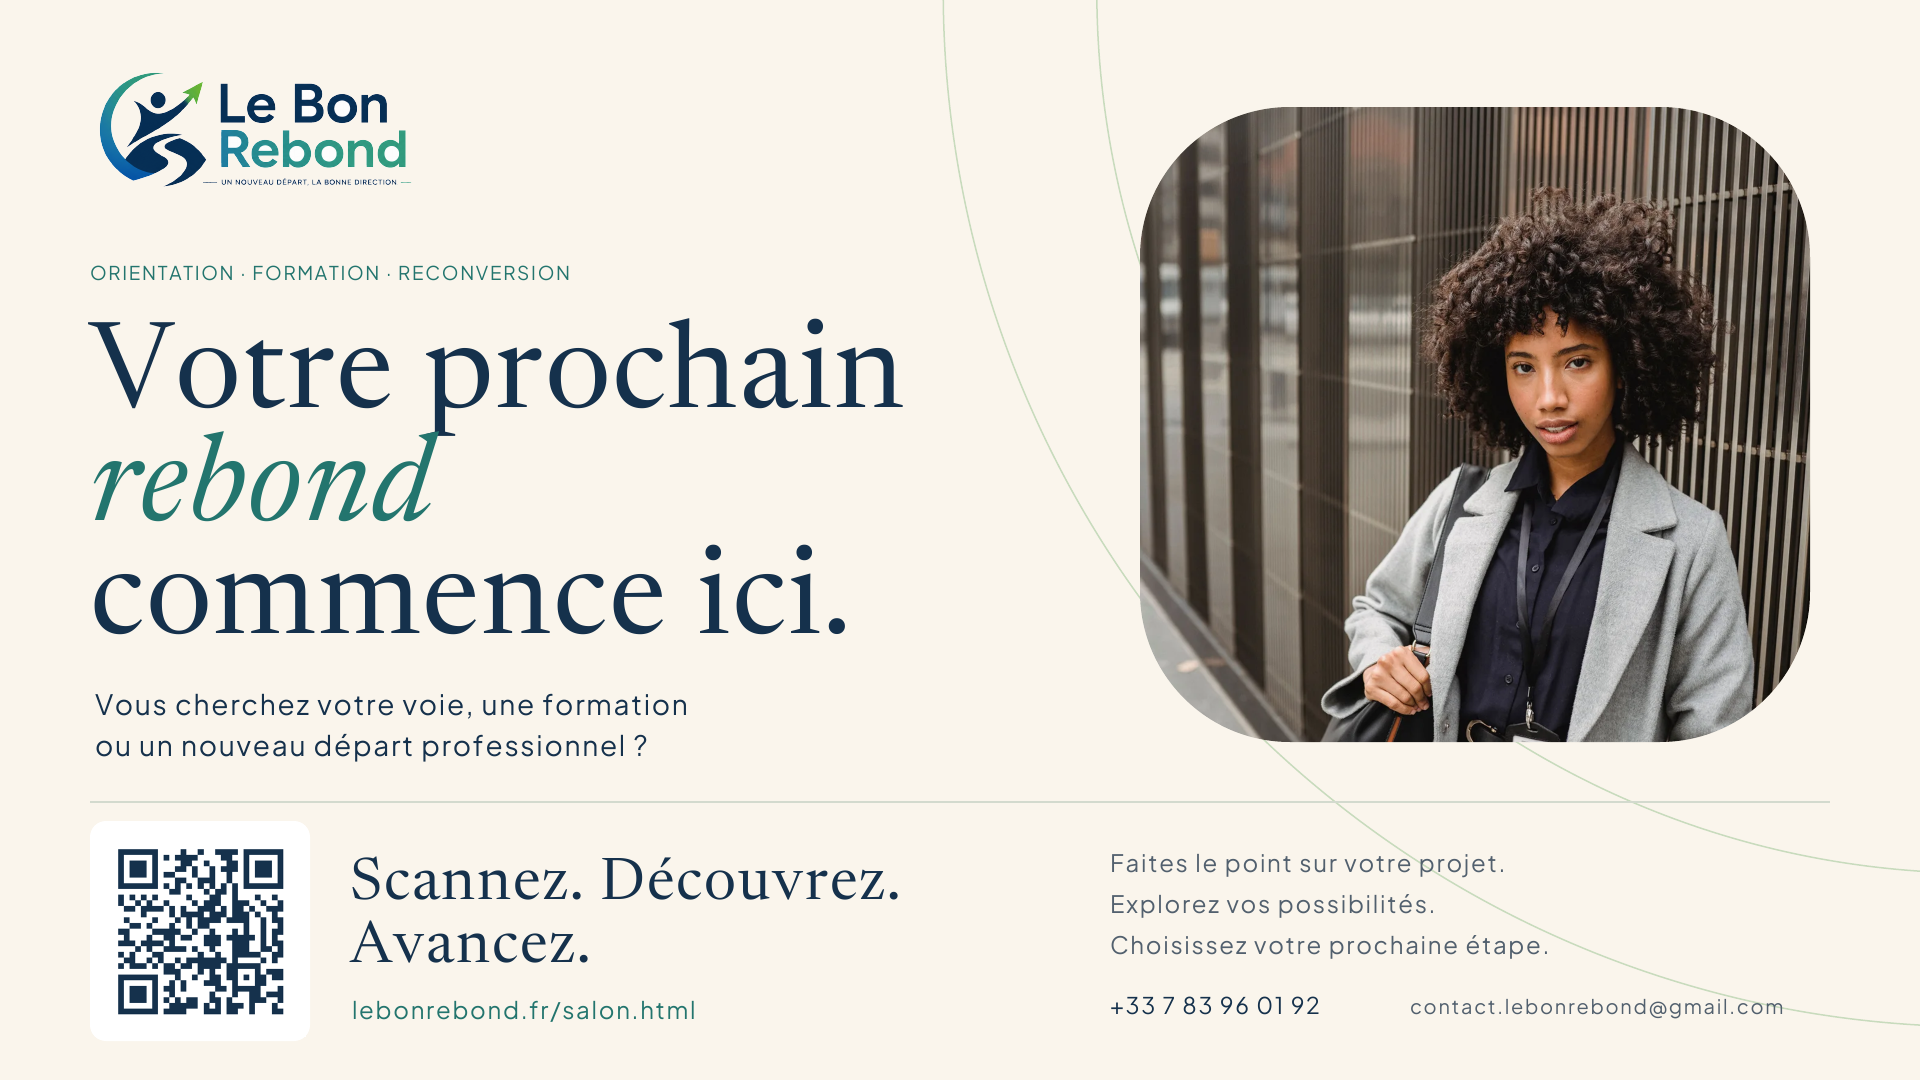 Le Bon
Rebond
UN NOUVEAU DÉPART, LA BONNE DIRECTION
ORIENTATION · FORMATION · RECONVERSION
Votre prochain
rebond
commence ici.
Vous cherchez votre voie, une formation
ou un nouveau départ professionnel ?
Scannez. Découvrez.
Avancez.
lebonrebond.fr/salon.html
Faites le point sur votre projet.
Explorez vos possibilités.
Choisissez votre prochaine étape.
+33 7 83 96 01 92
contact.lebonrebond@gmail.com